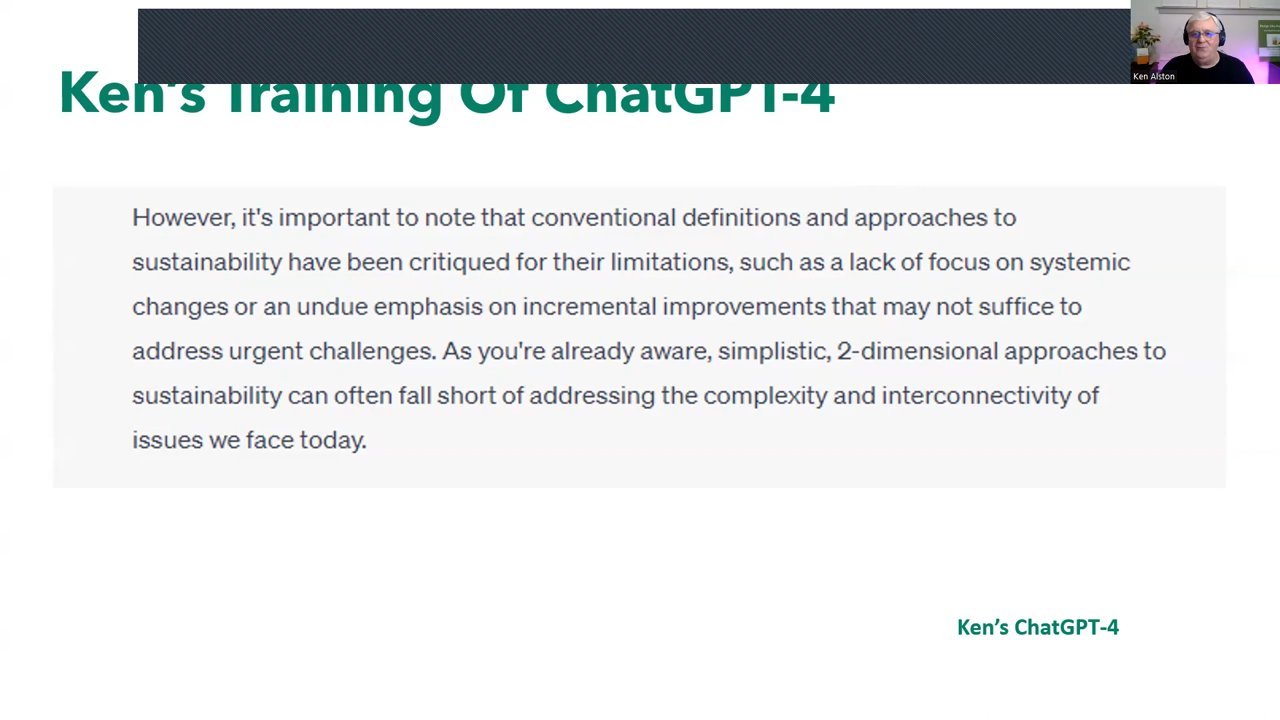 Ken Alston
Ken's Training Of ChatGPT-4
However, it's important to note that conventional definitions and approaches to
sustainability have been critiqued for their limitations, such as a lack of focus on systemic
changes or an undue emphasis on incremental improvements that may not suffice to
address urgent challenges. As you're already aware, simplistic, 2-dimensional approaches to
sustainability can often fall short of addressing the complexity and interconnectivity of
issues we face today.
Ken’s ChatGPT-4